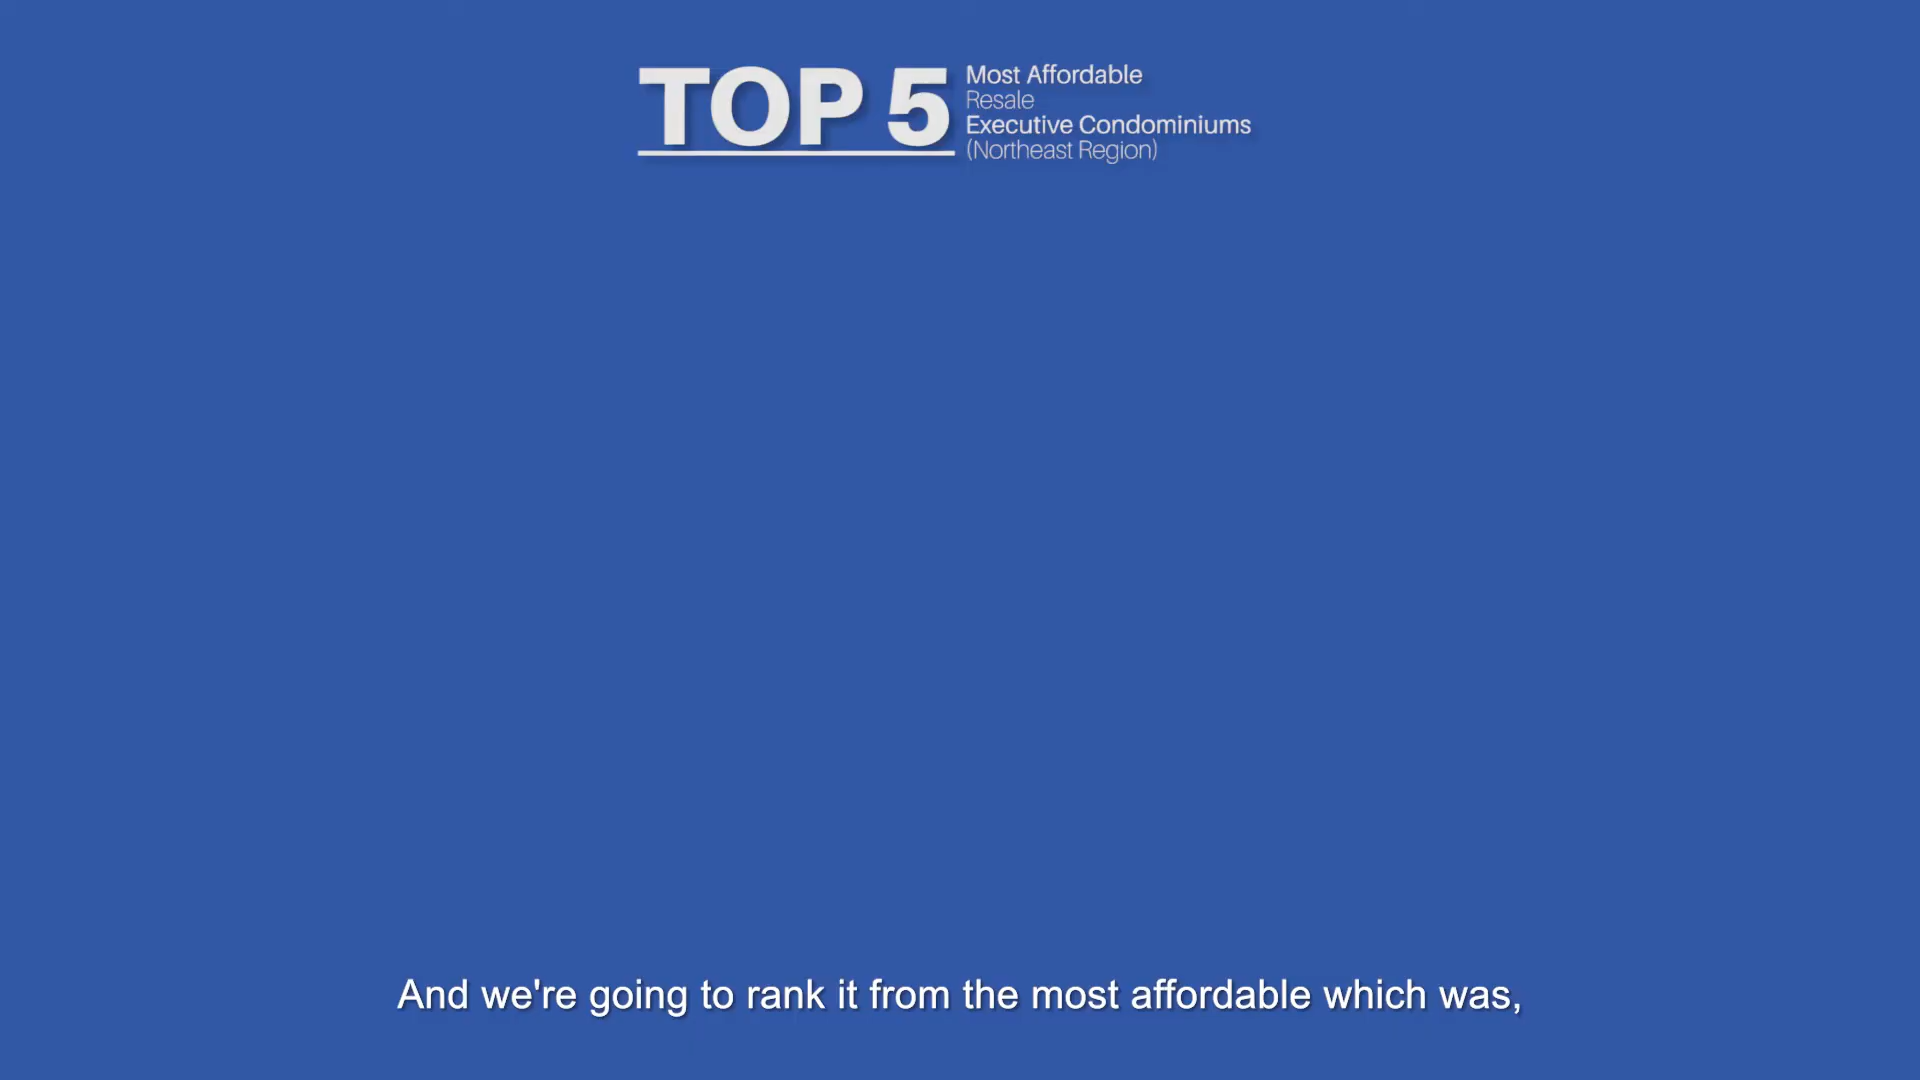 TOP 5
Most Affordable
Resale
Executive Condominiums
(Northeast Region)
And we're going to rank it from the most affordable which was,